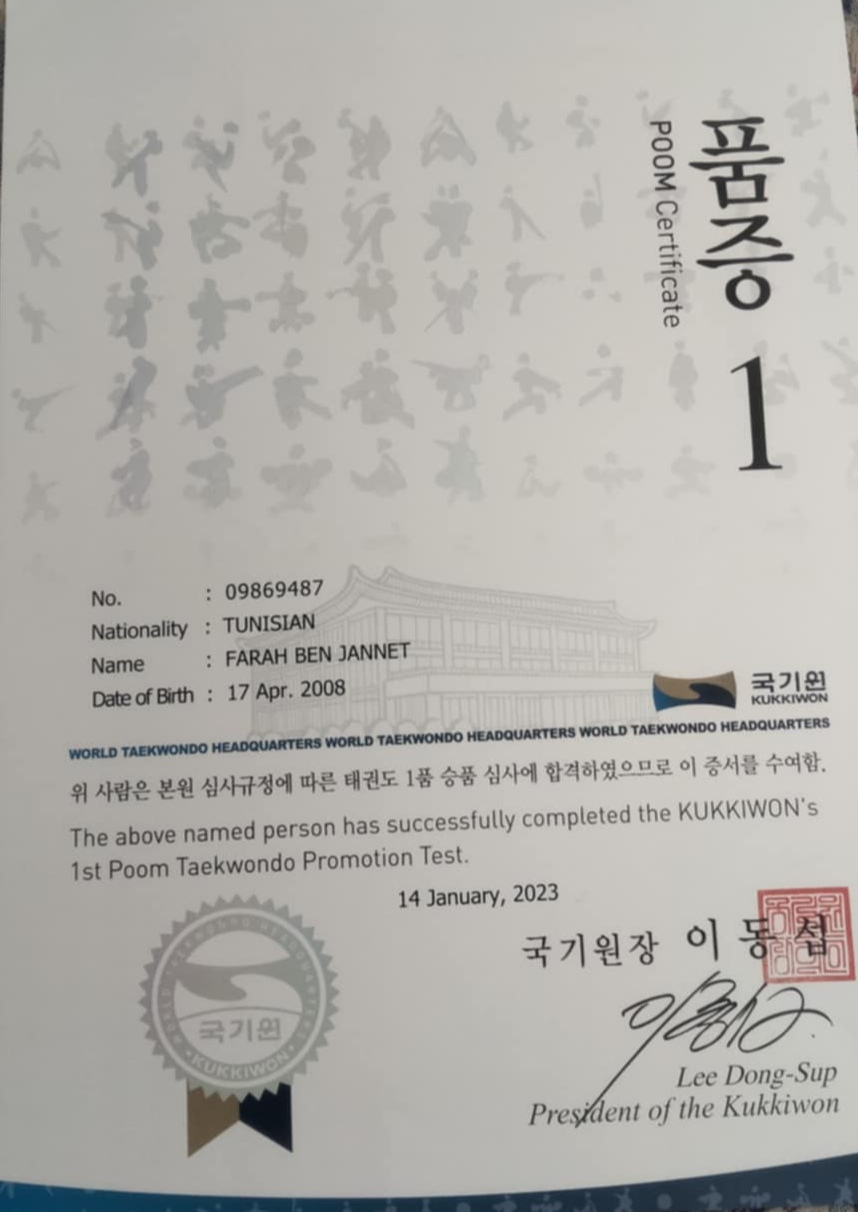 품증
POOM Certificate
1
No. : 09869487
Nationality : TUNISIAN
Name : FARAH BEN JANNET
Date of Birth : 17 Apr. 2008
국기원
KUKKIWON
WORLD TAEKWONDO HEADQUARTERS WORLD TAEKWONDO HEADQUARTERS WORLD TAEKWONDO HEADQUARTERS
위 사람은 본원 심사규정에 따른 태권도 1품 승품 심사에 합격하였으므로 이 증서를 수여함.
The above named person has successfully completed the KUKKIWON's
1st Poom Taekwondo Promotion Test.
14 January, 2023
국기원장 이동섭
WORLD TAEKWONDO HEADQUARTERS
국기원
KUKKIWON
Lee Dong-Sup
President of the Kukkiwon